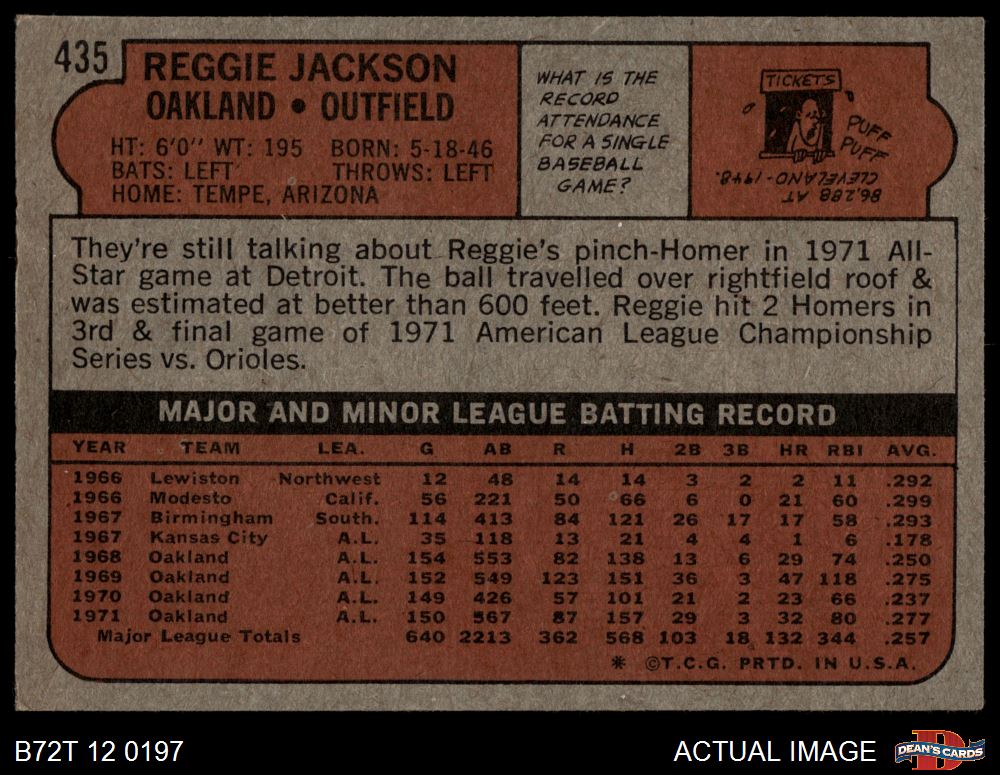 435
REGGIE JACKSON
OAKLAND • OUTFIELD
HT: 6'0" WT: 195 BORN: 5-18-46
BATS: LEFT THROWS: LEFT
HOME: TEMPE, ARIZONA
WHAT IS THE
RECORD
ATTENDANCE
FOR A SINGLE
BASEBALL
GAME?
TICKETS
PUFF
PUFF
86,288 AT
CLEVELAND - 1948.
They're still talking about Reggie's pinch-Homer in 1971 All-
Star game at Detroit. The ball travelled over rightfield roof &
was estimated at better than 600 feet. Reggie hit 2 Homers in
3rd & final game of 1971 American League Championship
Series vs. Orioles.
MAJOR AND MINOR LEAGUE BATTING RECORD
YEAR TEAM LEA. G AB R H 2B 3B HR RBI AVG.
1966 Lewiston Northwest 12 48 14 14 3 2 2 11 .292
1966 Modesto Calif. 56 221 50 66 6 0 21 60 .299
1967 Birmingham South. 114 413 84 121 26 17 17 58 .293
1967 Kansas City A.L. 35 118 13 21 4 4 1 6 .178
1968 Oakland A.L. 154 553 82 138 13 6 29 74 .250
1969 Oakland A.L. 152 549 123 151 36 3 47 118 .275
1970 Oakland A.L. 149 426 57 101 21 2 23 66 .237
1971 Oakland A.L. 150 567 87 157 29 3 32 80 .277
Major League Totals 640 2213 362 568 103 18 132 344 .257
* ©T.C.G. PRTD. IN U.S.A.
B72T 12 0197
ACTUAL IMAGE
DEAN'S CARDS